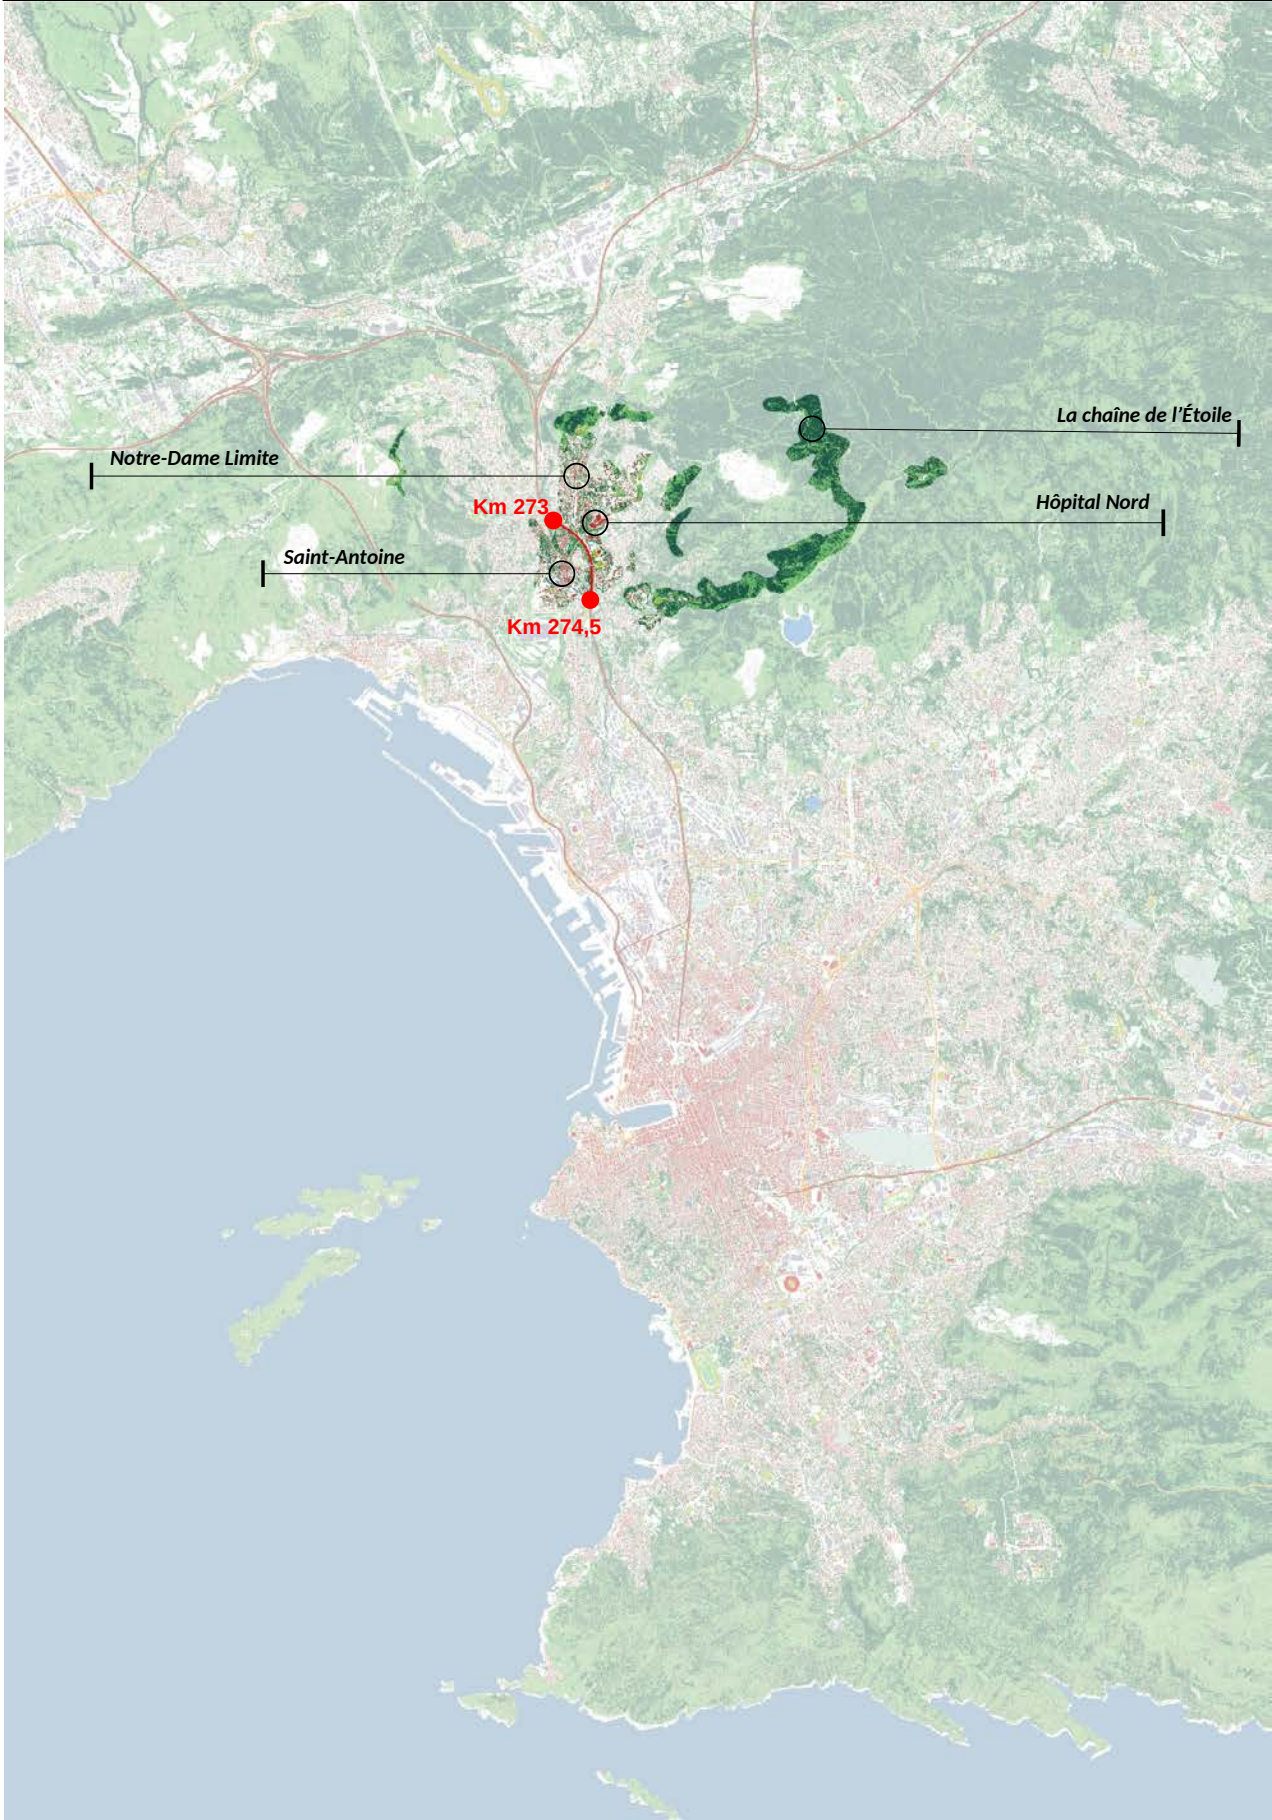 La chaîne de l’Étoile
Notre-Dame Limite
Hôpital Nord
Km 273
Saint-Antoine
Km 274,5